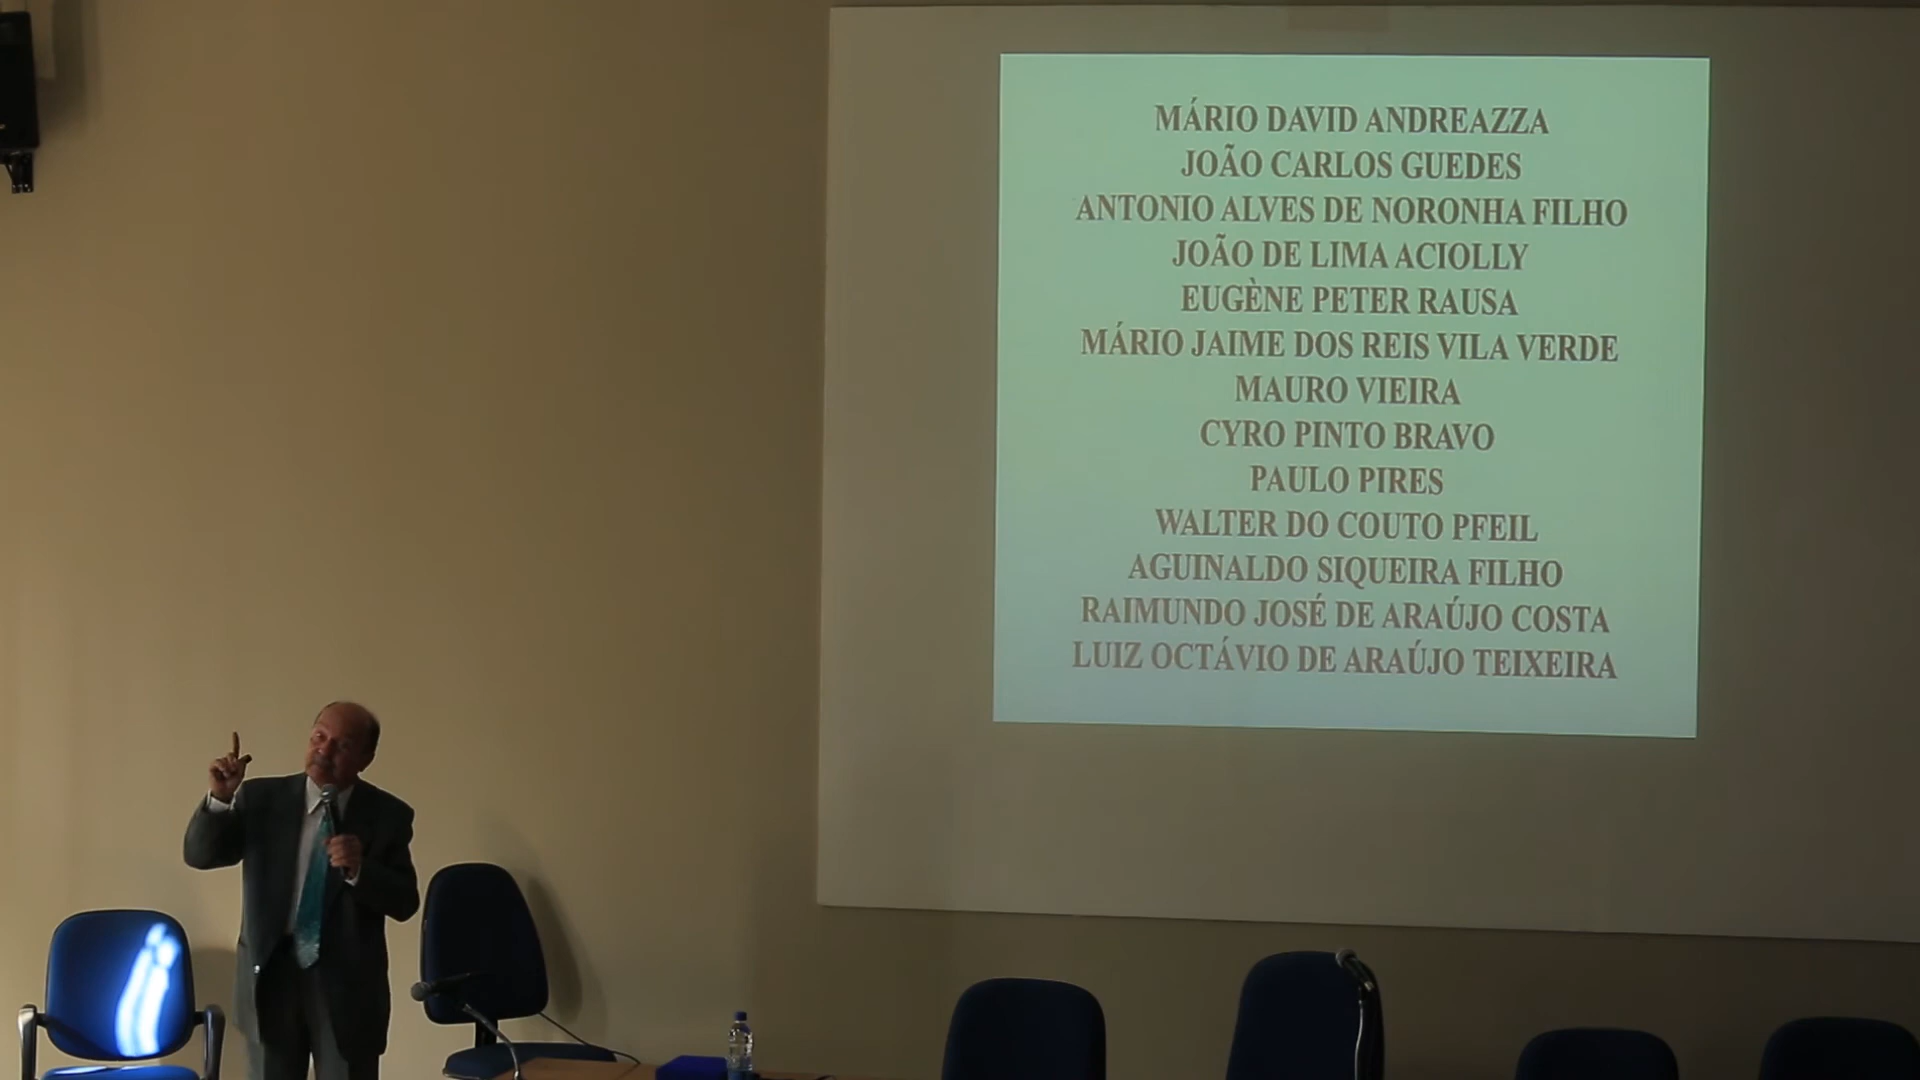 MÁRIO DAVID ANDREAZZA
JOÃO CARLOS GUEDES
ANTONIO ALVES DE NORONHA FILHO
JOÃO DE LIMA ACIOLLY
EUGÈNE PETER RAUSA
MÁRIO JAIME DOS REIS VILA VERDE
MAURO VIEIRA
CYRO PINTO BRAVO
PAULO PIRES
WALTER DO COUTO PFEIL
AGUINALDO SIQUEIRA FILHO
RAIMUNDO JOSÉ DE ARAÚJO COSTA
LUIZ OCTÁVIO DE ARAÚJO TEIXEIRA